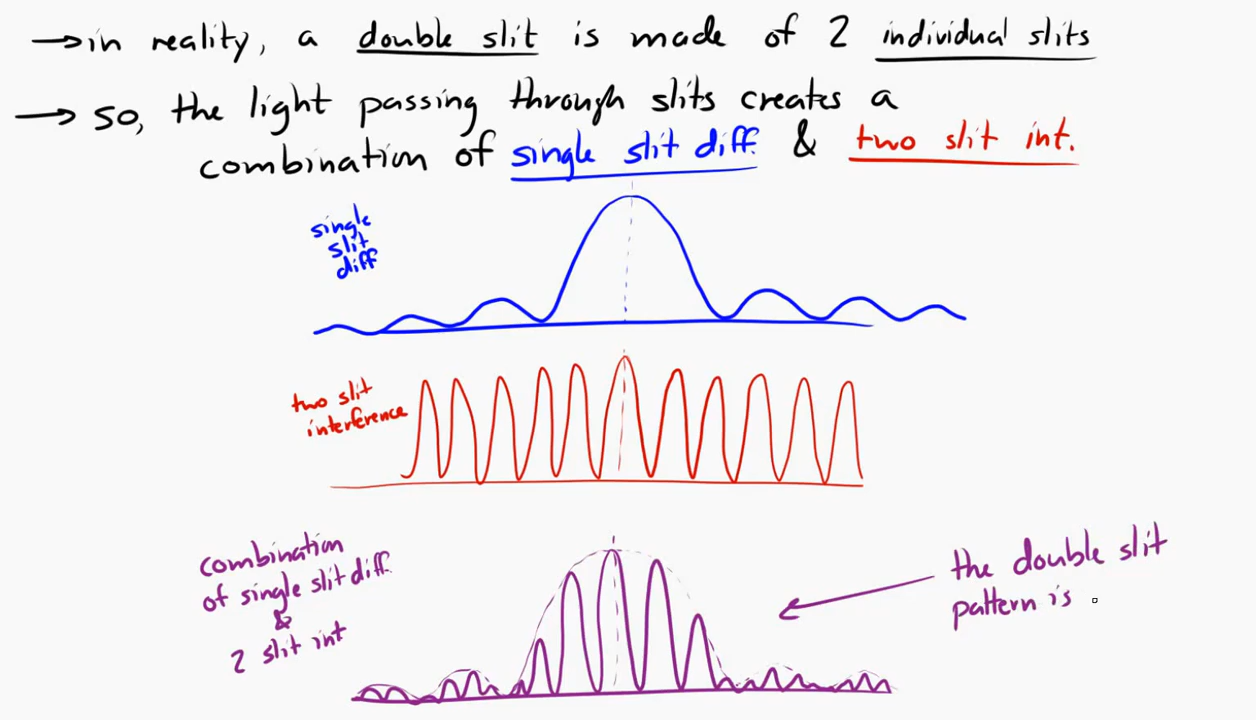 → in reality, a double slit is made of 2 individual slits
→ so, the light passing through slits creates a
combination of single slit diff. & two slit int.
single
slit
diff
two slit
interference
combination
of single slit diff.
&
2 slit int
the double slit
pattern is